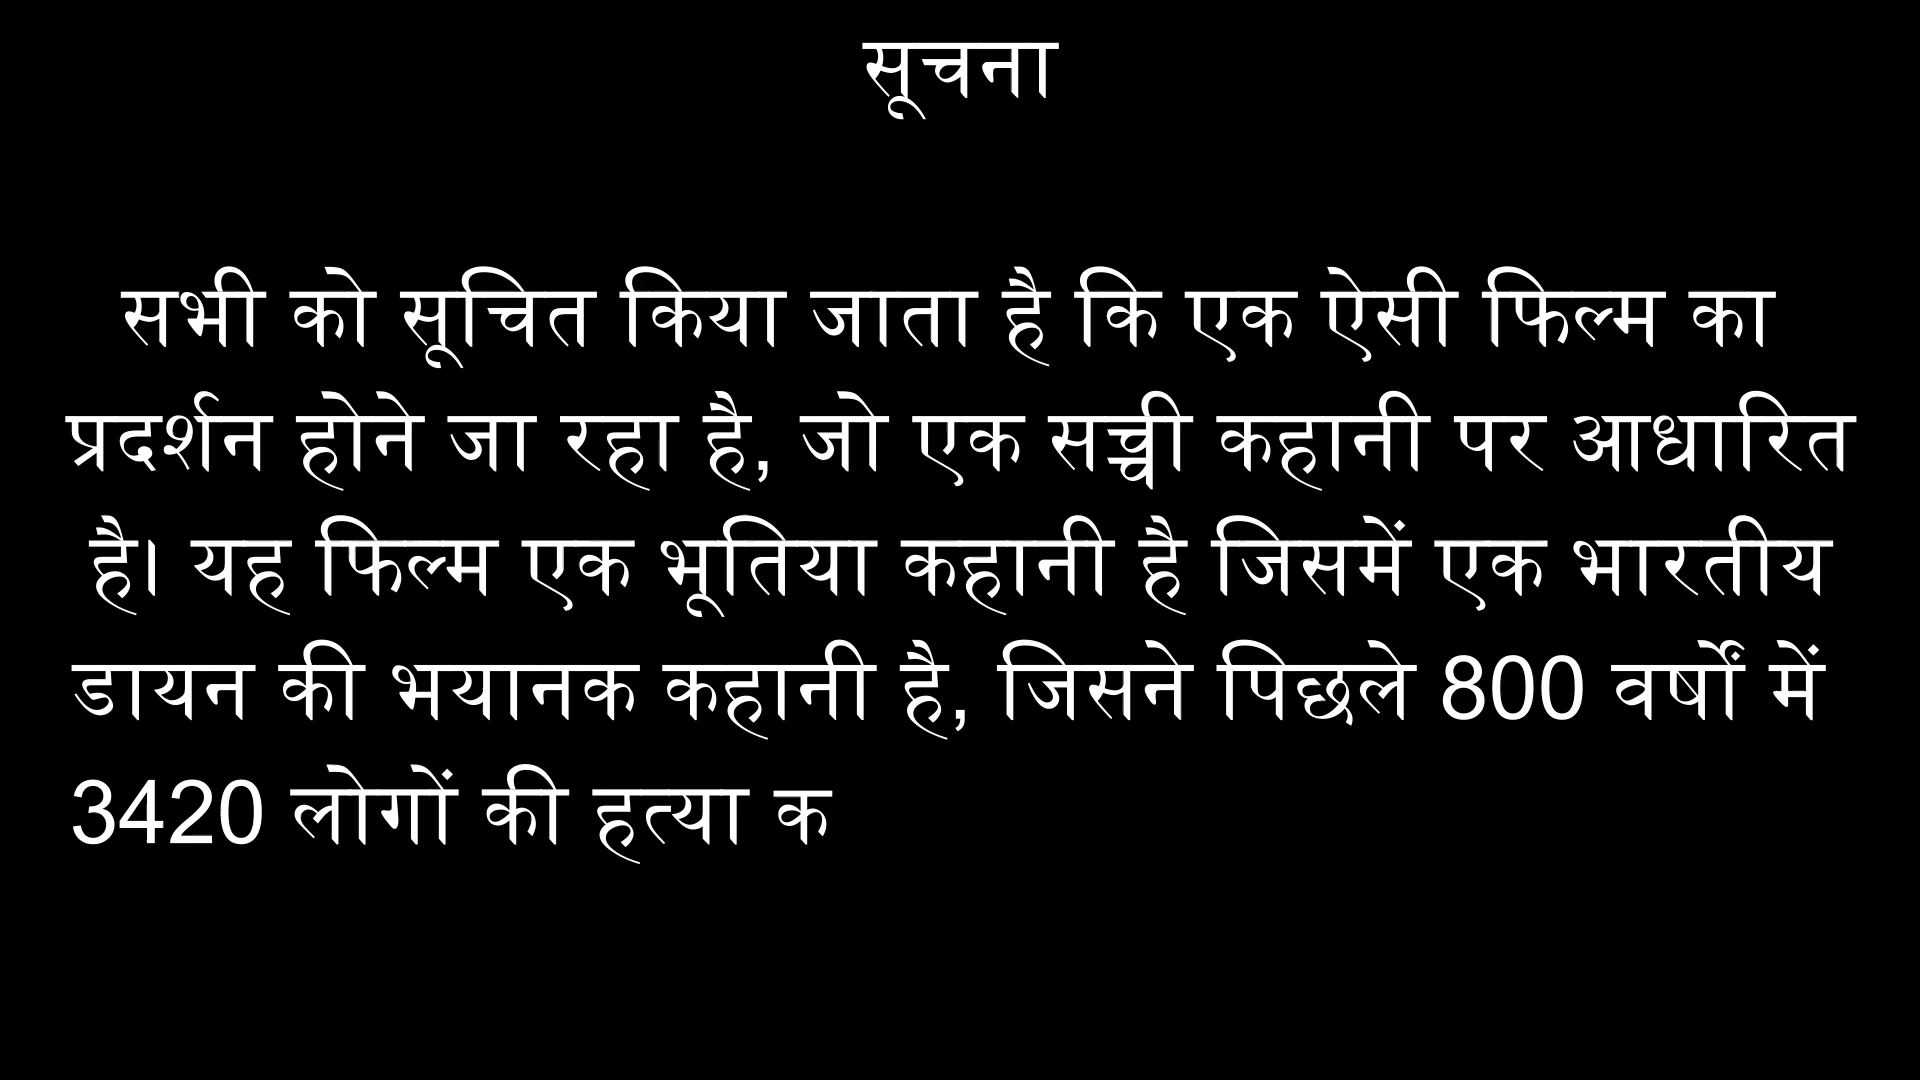 सूचना
सभी को सूचित किया जाता है कि एक ऐसी फिल्म का
प्रदर्शन होने जा रहा है, जो एक सच्ची कहानी पर आधारित
है। यह फिल्म एक भूतिया कहानी है जिसमें एक भारतीय
डायन की भयानक कहानी है, जिसने पिछले 800 वर्षों में
3420 लोगों की हत्या क